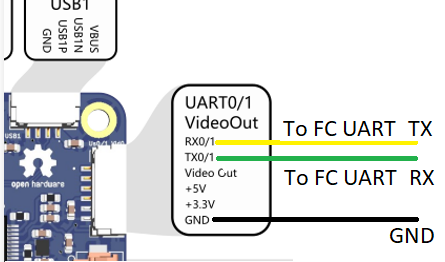 USB1
GND
USB1P
USB1N
VBUS
USB1
open hardware
UART0/1
VideoOut
RX0/1
TX0/1
Video Out
+5V
+3.3V
GND
To FC UART TX
To FC UART RX
GND